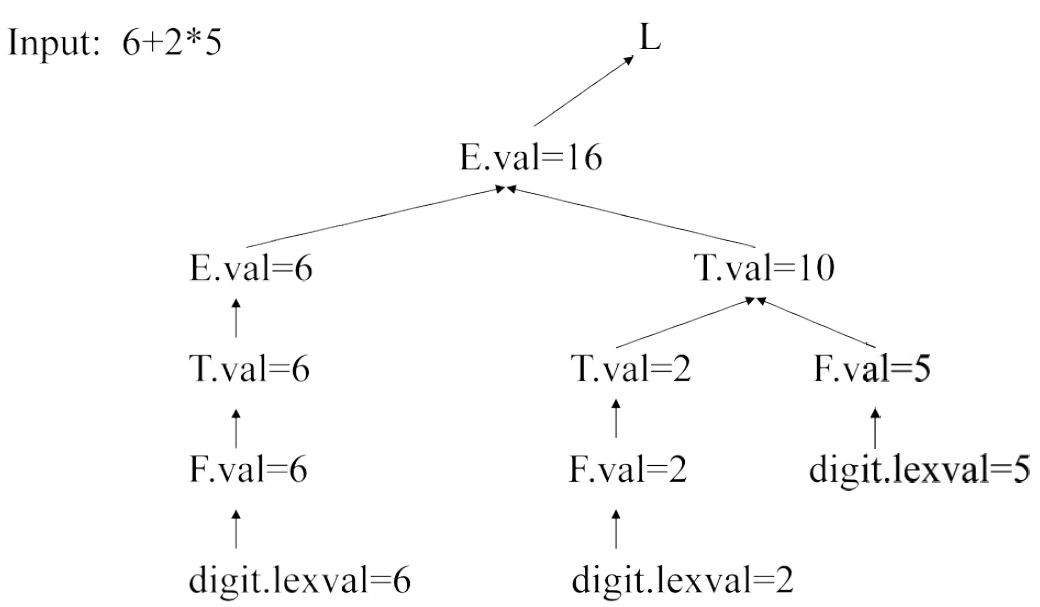 Input: 6+2*5
L
E.val=16
E.val=6
T.val=10
T.val=6
T.val=2
F.val=5
F.val=6
F.val=2
digit.lexval=5
digit.lexval=6
digit.lexval=2